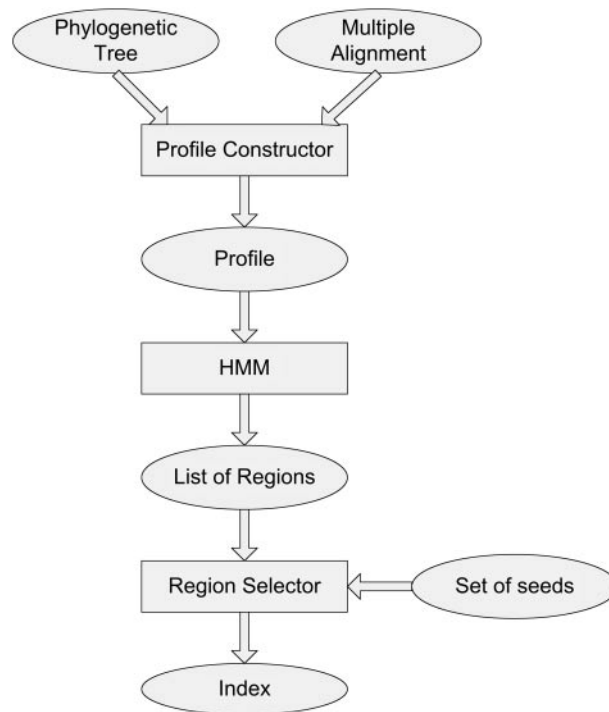 Phylogenetic
Tree
Multiple
Alignment
Profile Constructor
Profile
HMM
List of Regions
Region Selector
Set of seeds
Index